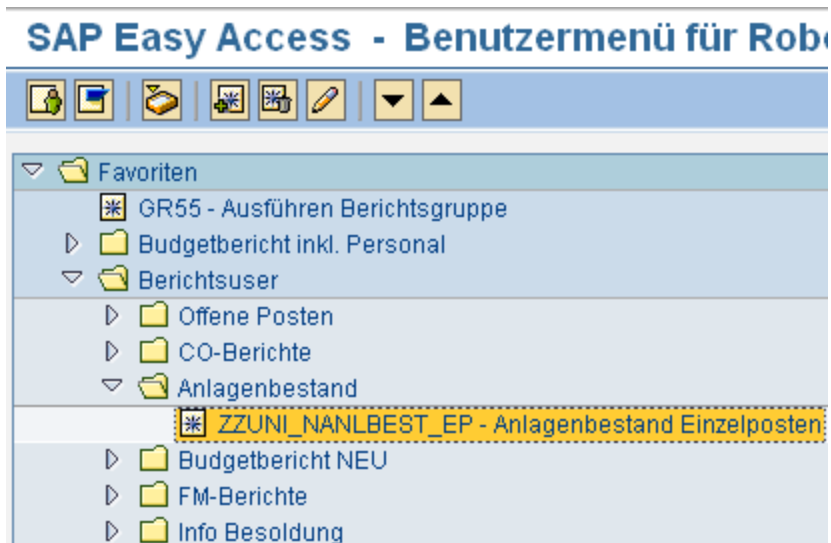 SAP Easy Access - Benutzermenü für Robe
Favoriten
GR55 - Ausführen Berichtsgruppe
Budgetbericht inkl. Personal
Berichtsuser
Offene Posten
CO-Berichte
Anlagenbestand
ZZUNI_NANLBEST_EP - Anlagenbestand Einzelposten
Budgetbericht NEU
FM-Berichte
Info Besoldung